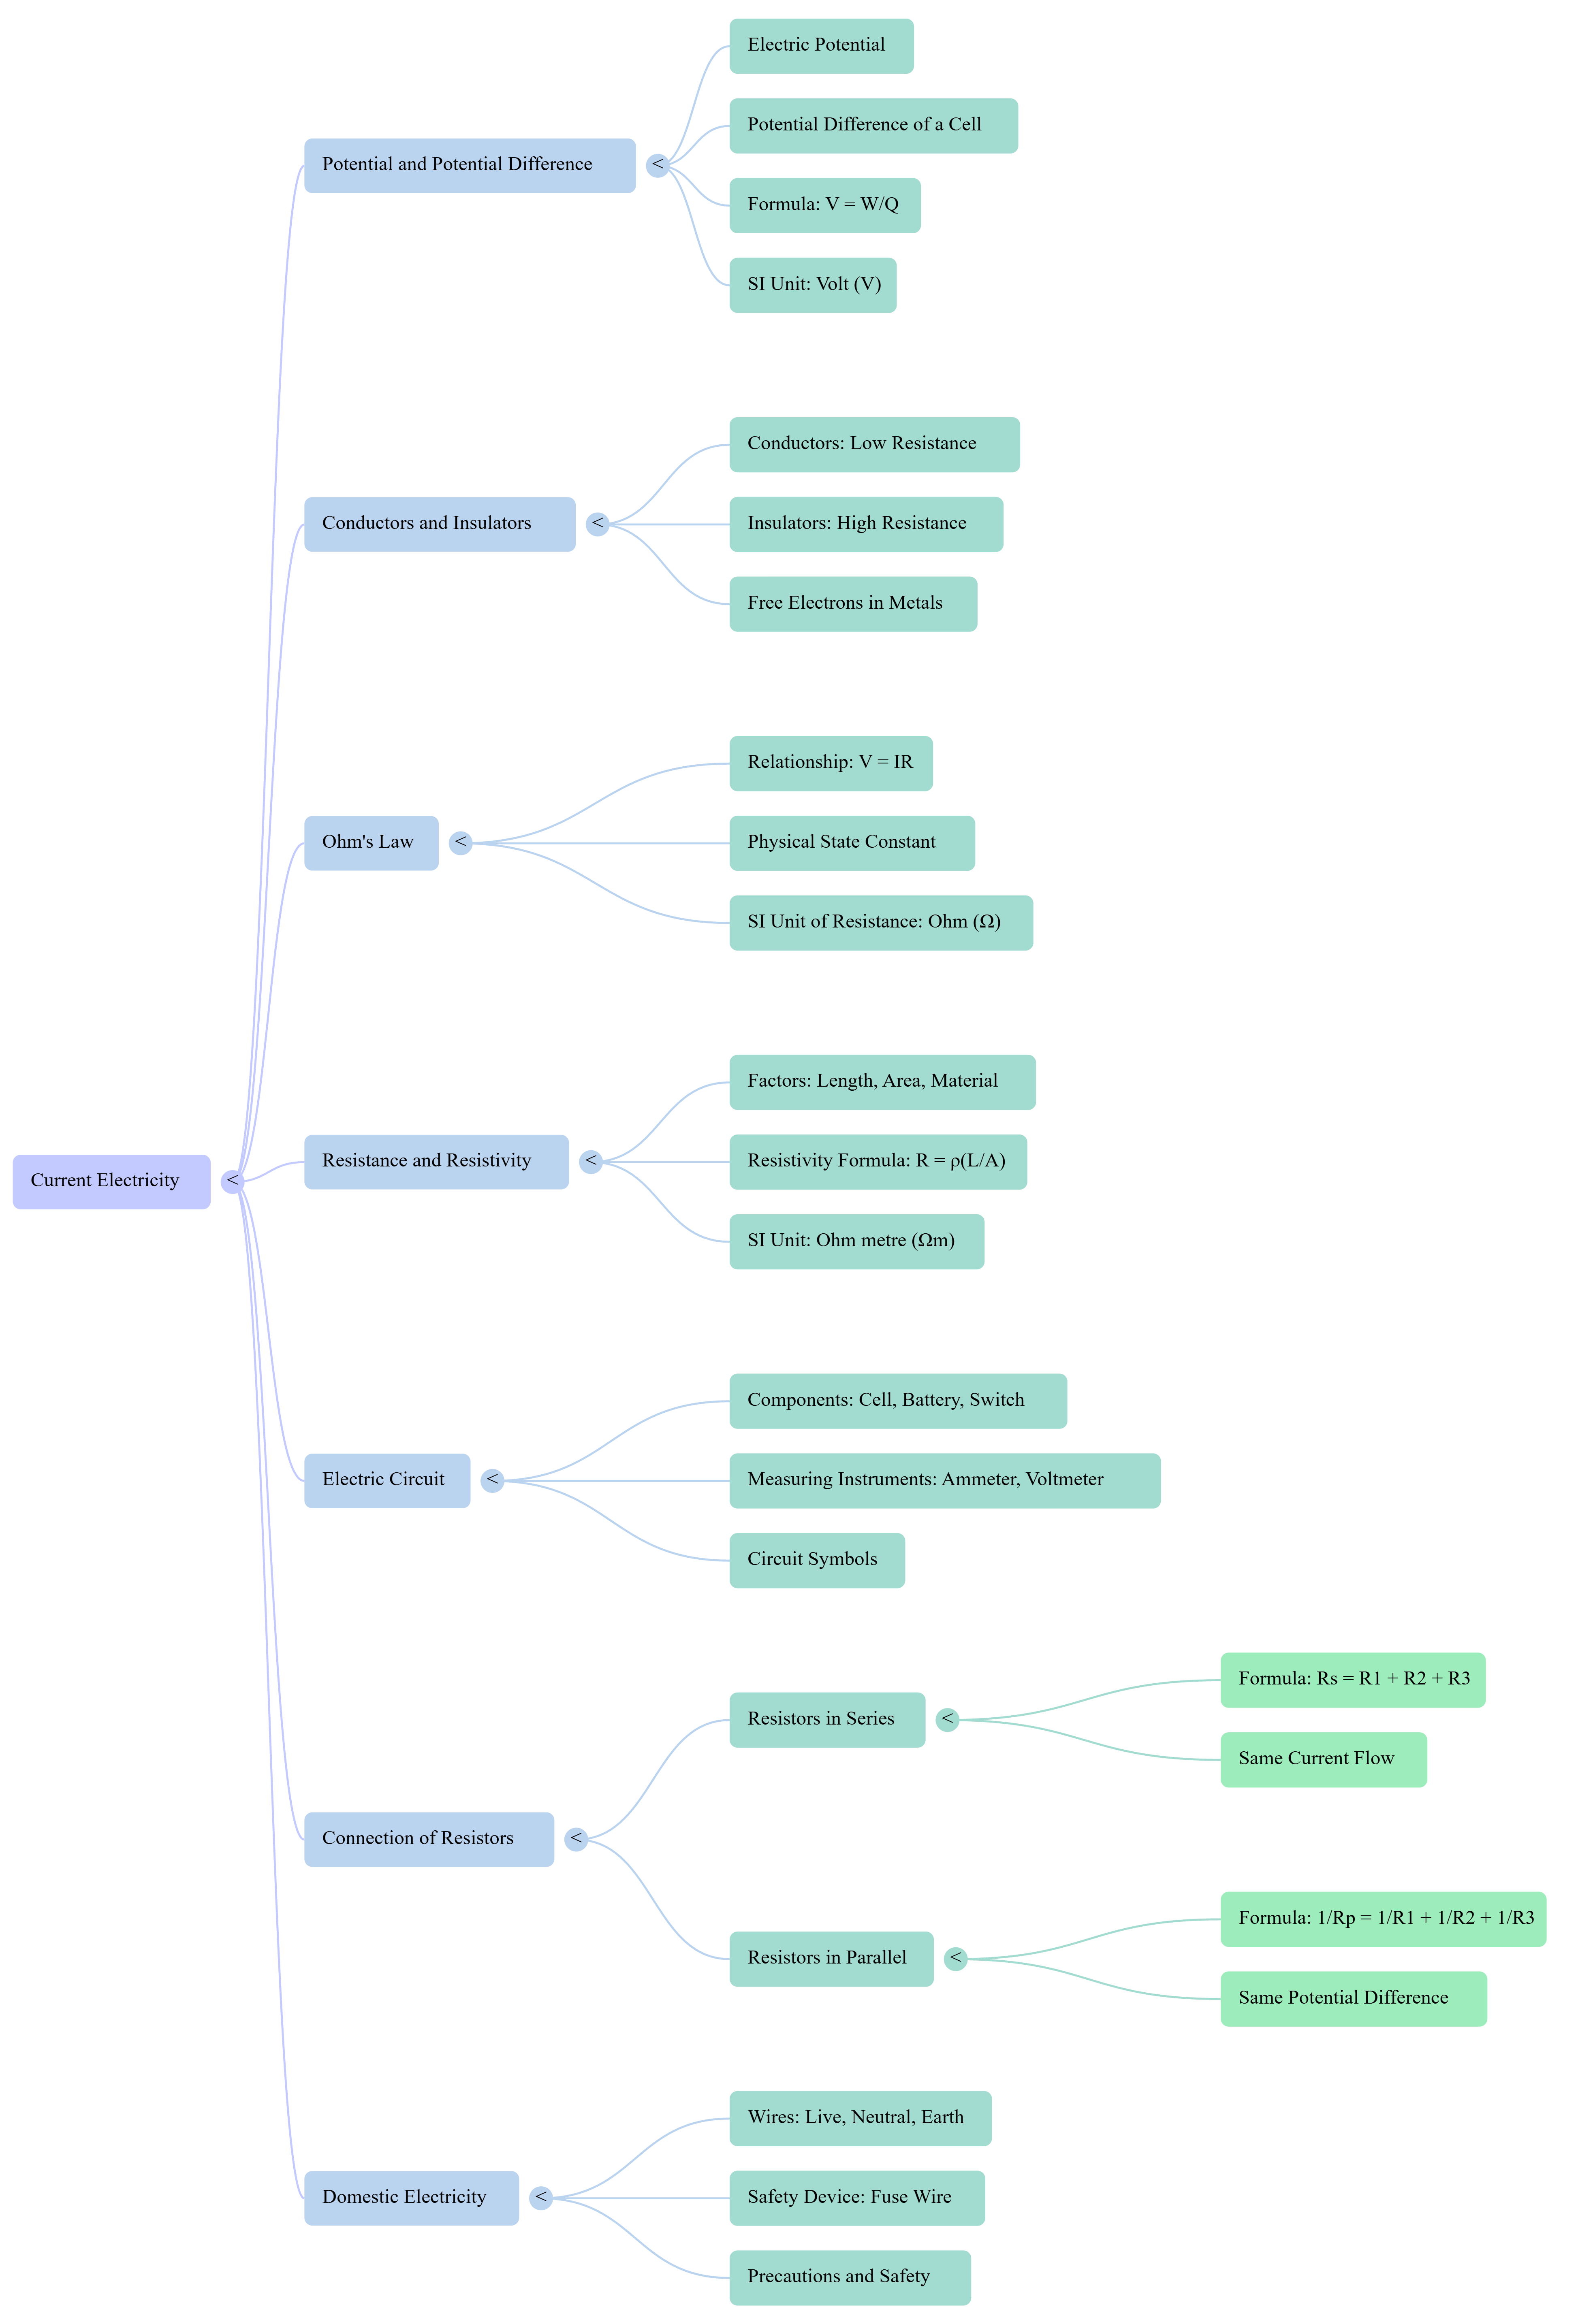 Current Electricity
<
Potential and Potential Difference
<
Electric Potential
Potential Difference of a Cell
Formula: V = W/Q
SI Unit: Volt (V)
Conductors and Insulators
<
Conductors: Low Resistance
Insulators: High Resistance
Free Electrons in Metals
Ohm's Law
<
Relationship: V = IR
Physical State Constant
SI Unit of Resistance: Ohm (Ω)
Resistance and Resistivity
<
Factors: Length, Area, Material
Resistivity Formula: R = ρ(L/A)
SI Unit: Ohm metre (Ωm)
Electric Circuit
<
Components: Cell, Battery, Switch
Measuring Instruments: Ammeter, Voltmeter
Circuit Symbols
Connection of Resistors
<
Resistors in Series
<
Formula: Rs = R1 + R2 + R3
Same Current Flow
Resistors in Parallel
<
Formula: 1/Rp = 1/R1 + 1/R2 + 1/R3
Same Potential Difference
Domestic Electricity
<
Wires: Live, Neutral, Earth
Safety Device: Fuse Wire
Precautions and Safety